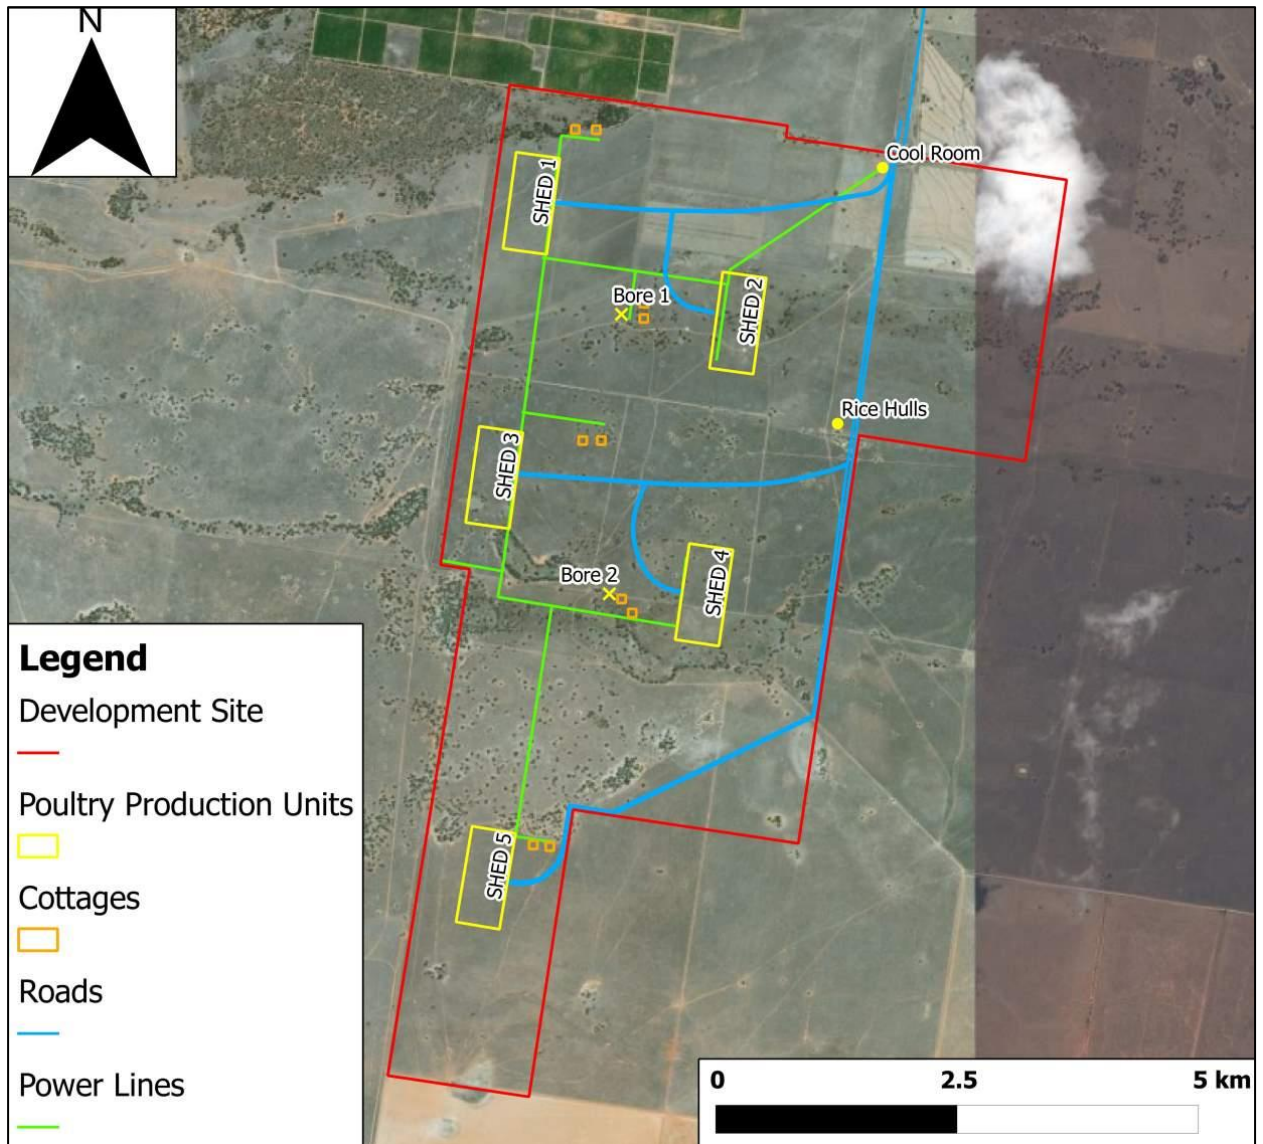 N
Cool Room
SHED 1
SHED 2
Bore 1
Rice Hulls
SHED 3
SHED 4
Bore 2
SHED 5
Legend
Development Site
Poultry Production Units
Cottages
Roads
Power Lines
0 2.5 5 km